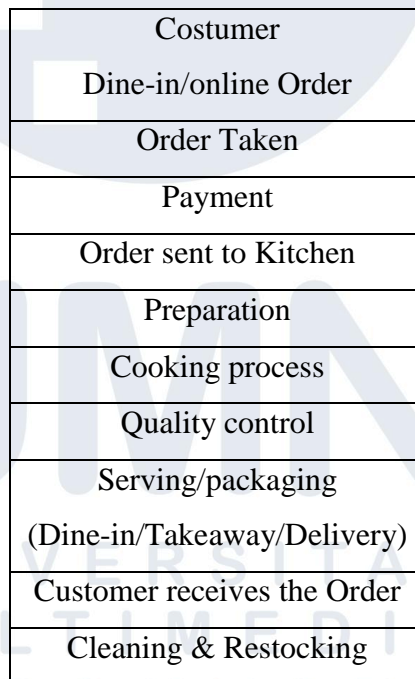 Costumer
Dine-in/online Order
Order Taken
Payment
Order sent to Kitchen
Preparation
Cooking process
Quality control
Serving/packaging
(Dine-in/Takeaway/Delivery)
Customer receives the Order
Cleaning & Restocking